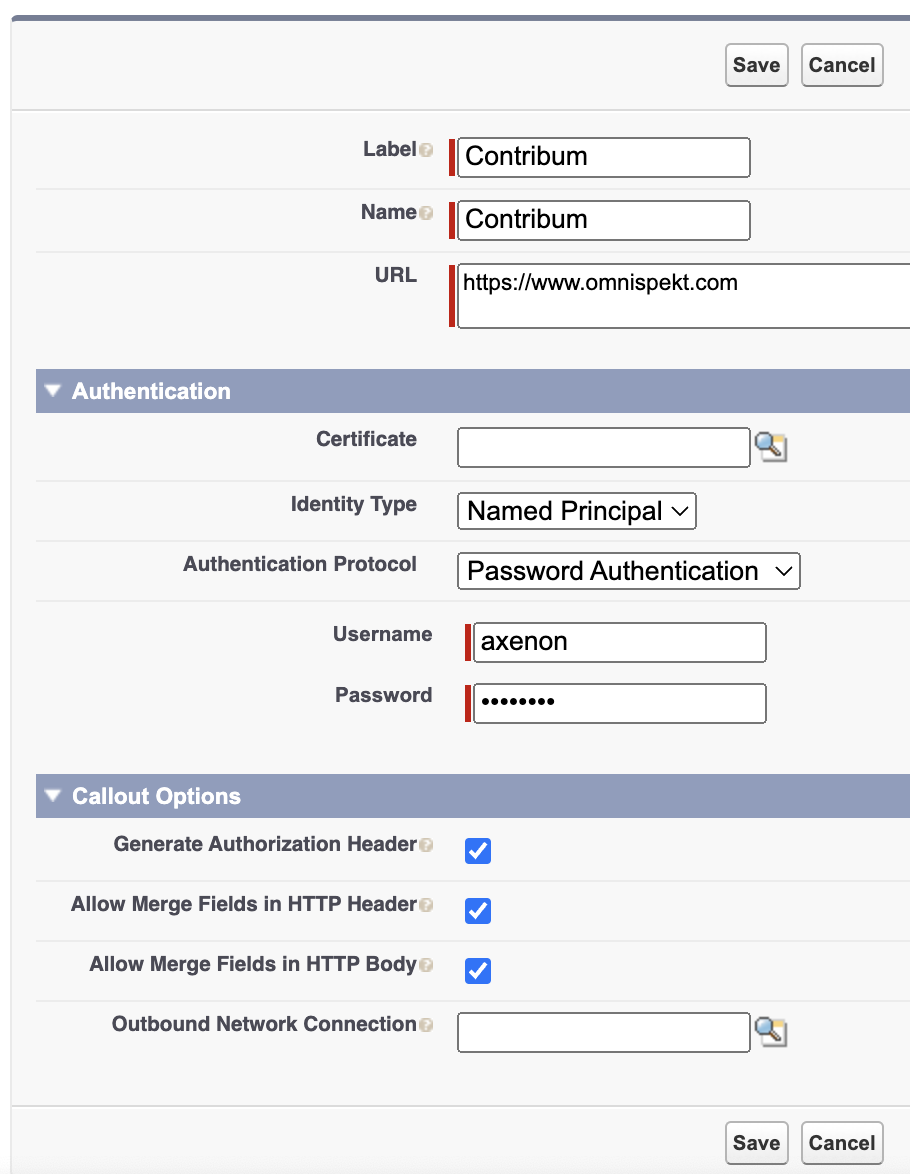 Save Cancel
Label Contribum
Name Contribum
URL https://www.omnispekt.com
Authentication
Certificate
Identity Type Named Principal
Authentication Protocol Password Authentication
Username axenon
Password ••••••••
Callout Options
Generate Authorization Header
Allow Merge Fields in HTTP Header
Allow Merge Fields in HTTP Body
Outbound Network Connection
Save Cancel